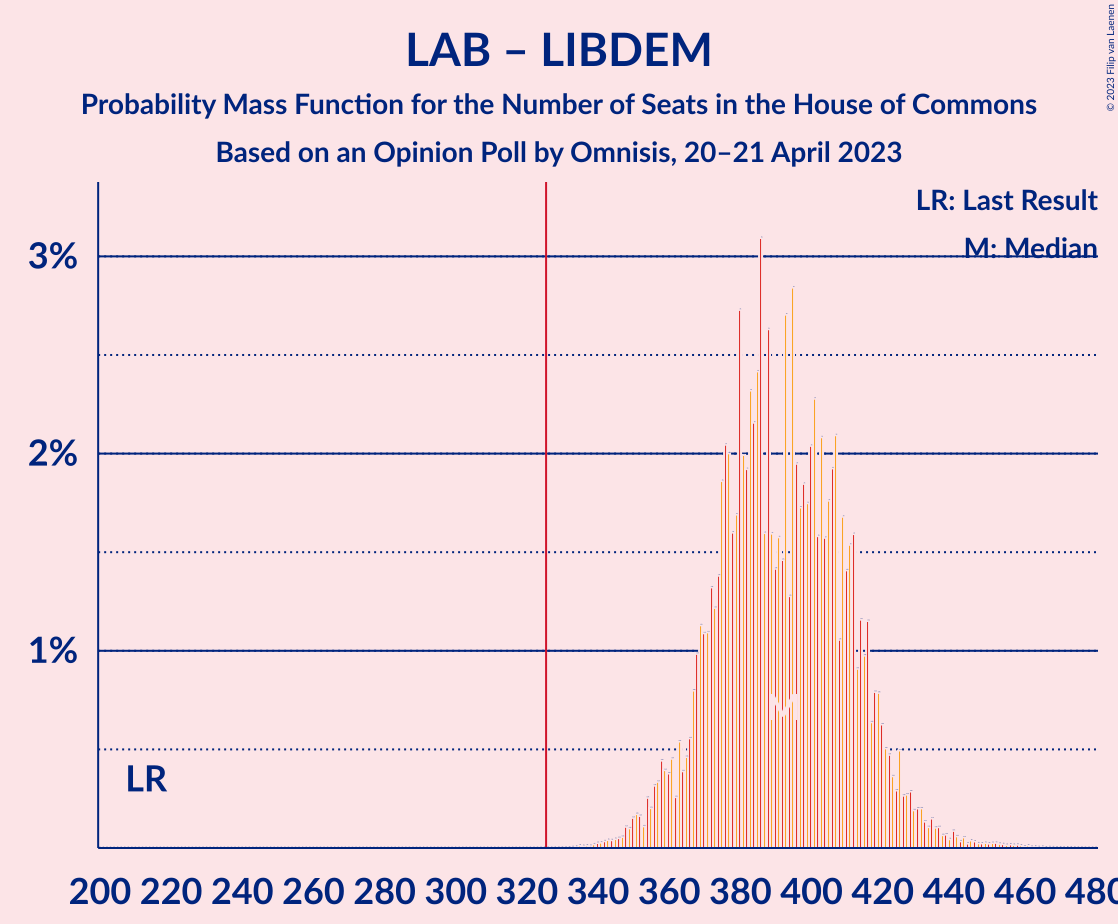 LAB – LIBDEM
Probability Mass Function for the Number of Seats in the House of Commons
Based on an Opinion Poll by Omnisis, 20–21 April 2023
© 2023 Filip van Laenen
LR: Last Result
M: Median
3%
2%
1%
M
LR
200 220 240 260 280 300 320 340 360 380 400 420 440 460 480